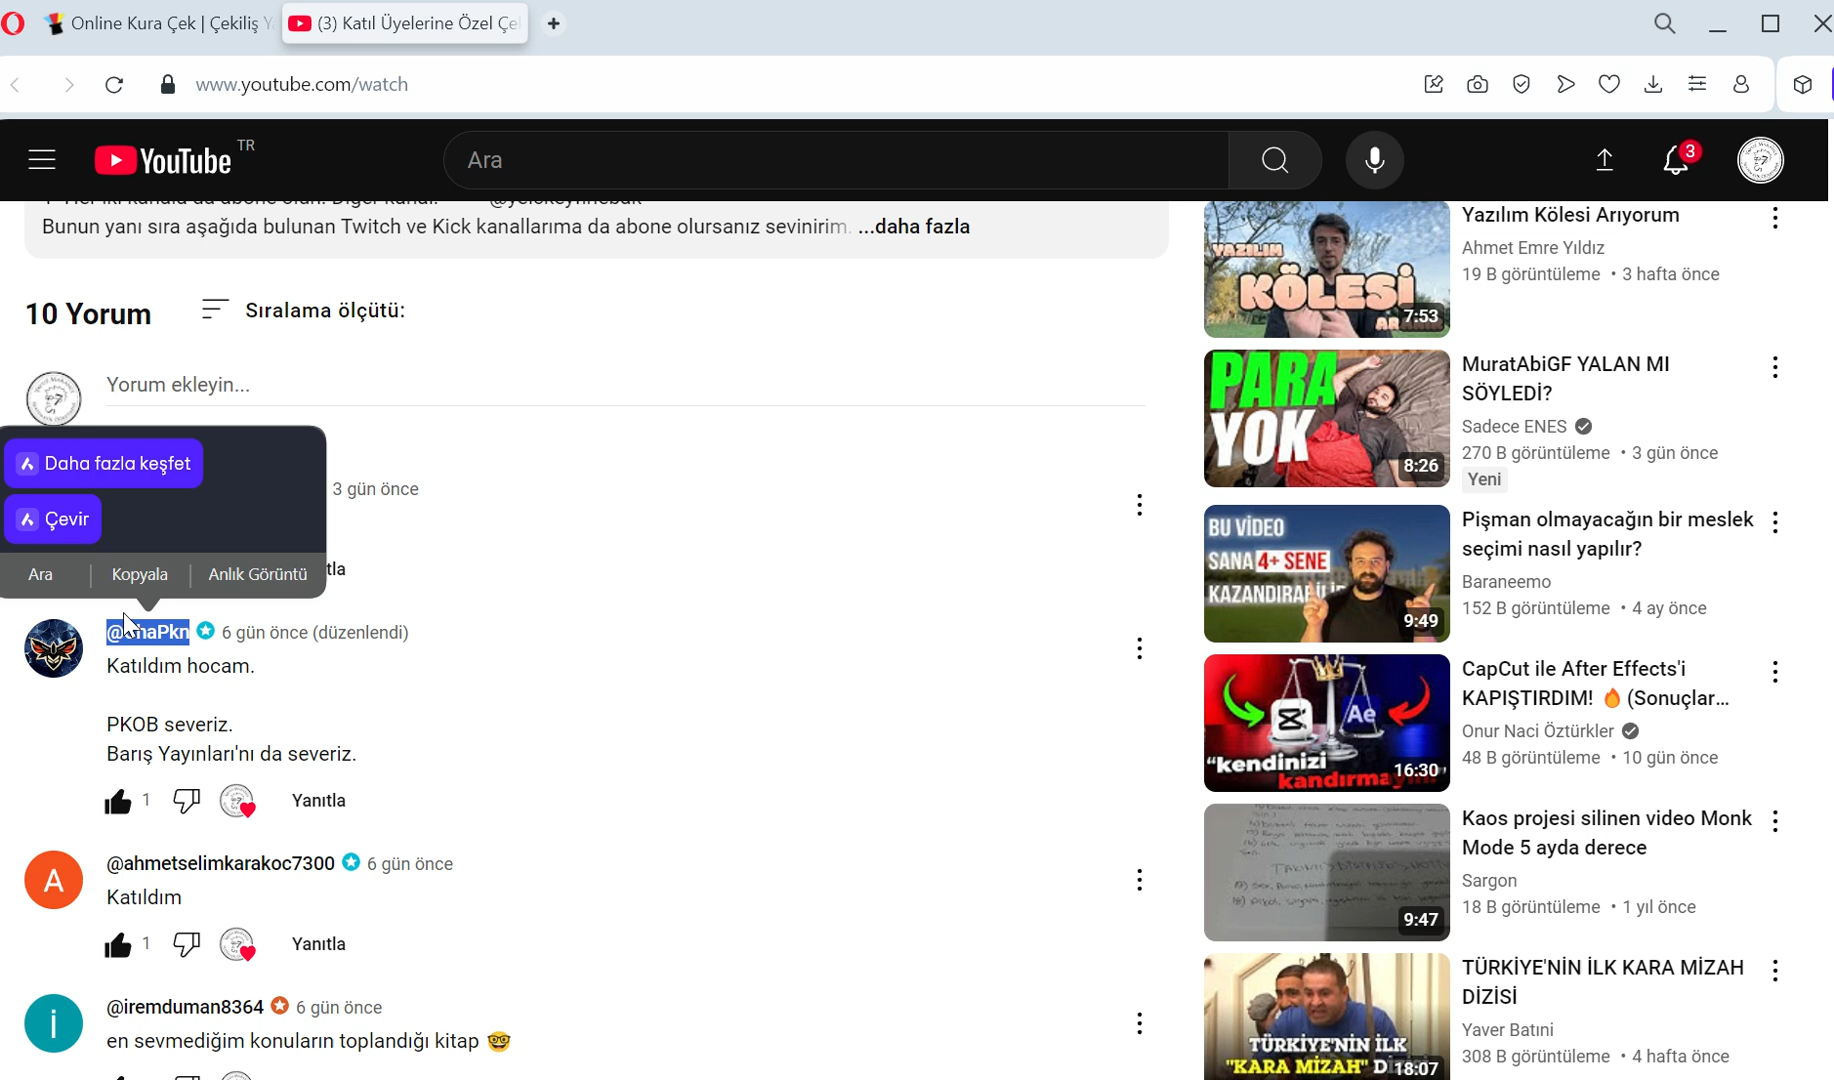 Online Kura Çek | Çekiliş
(3) Katıl Üyelerine Özel Çe
www.youtube.com/watch
YouTube TR
Ara
3
Bunun yanı sıra aşağıda bulunan Twitch ve Kick kanallarıma da abone olursanız sevinirim. ...daha fazla
10 Yorum
Sıralama ölçütü:
Yorum ekleyin...
Daha fazla keşfet
Çevir
Ara
Kopyala
Anlık Görüntü
3 gün önce
6 gün önce (düzenlendi)
Katıldım hocam.
PKOB severiz.
Barış Yayınları'nı da severiz.
1
Yanıtla
@ahmetselimkarakoc7300 6 gün önce
A
Katıldım
1
Yanıtla
@iremduman8364 6 gün önce
i
en sevmediğim konuların toplandığı kitap 🤓
YAZILIM
KÖLESİ
7:53
Yazılım Kölesi Arıyorum
Ahmet Emre Yıldız
19 B görüntüleme • 3 hafta önce
PARA
YOK
8:26
MuratAbiGF YALAN MI
SÖYLEDİ?
Sadece ENES
270 B görüntüleme • 3 gün önce
Yeni
BU VİDEO
SANA 4+ SENE
9:49
Pişman olmayacağın bir meslek
seçimi nasıl yapılır?
Baraneemo
152 B görüntüleme • 4 ay önce
Ae
"kendinizi
16:30
CapCut ile After Effects'i
KAPIŞTIRDIM! 🔥 (Sonuçlar...
Onur Naci Öztürkler
48 B görüntüleme • 10 gün önce
9:47
Kaos projesi silinen video Monk
Mode 5 ayda derece
Sargon
18 B görüntüleme • 1 yıl önce
TÜRKİYE'NİN İLK
"KARA MİZAH"
18:07
TÜRKİYE'NİN İLK KARA MİZAH
DİZİSİ
Yaver Batıni
308 B görüntüleme • 4 hafta önce